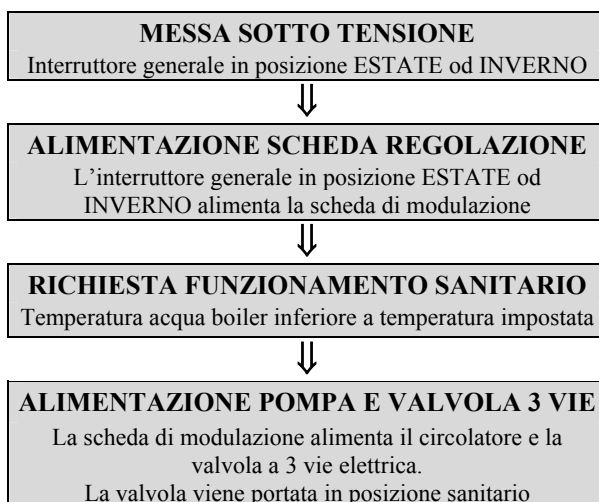 MESSA SOTTO TENSIONE
Interruttore generale in posizione ESTATE od INVERNO
⇓
ALIMENTAZIONE SCHEDA REGOLAZIONE
L’interruttore generale in posizione ESTATE od
INVERNO alimenta la scheda di modulazione
⇓
RICHIESTA FUNZIONAMENTO SANITARIO
Temperatura acqua boiler inferiore a temperatura impostata
⇓
ALIMENTAZIONE POMPA E VALVOLA 3 VIE
La scheda di modulazione alimenta il circolatore e la
valvola a 3 vie elettrica.
La valvola viene portata in posizione sanitario